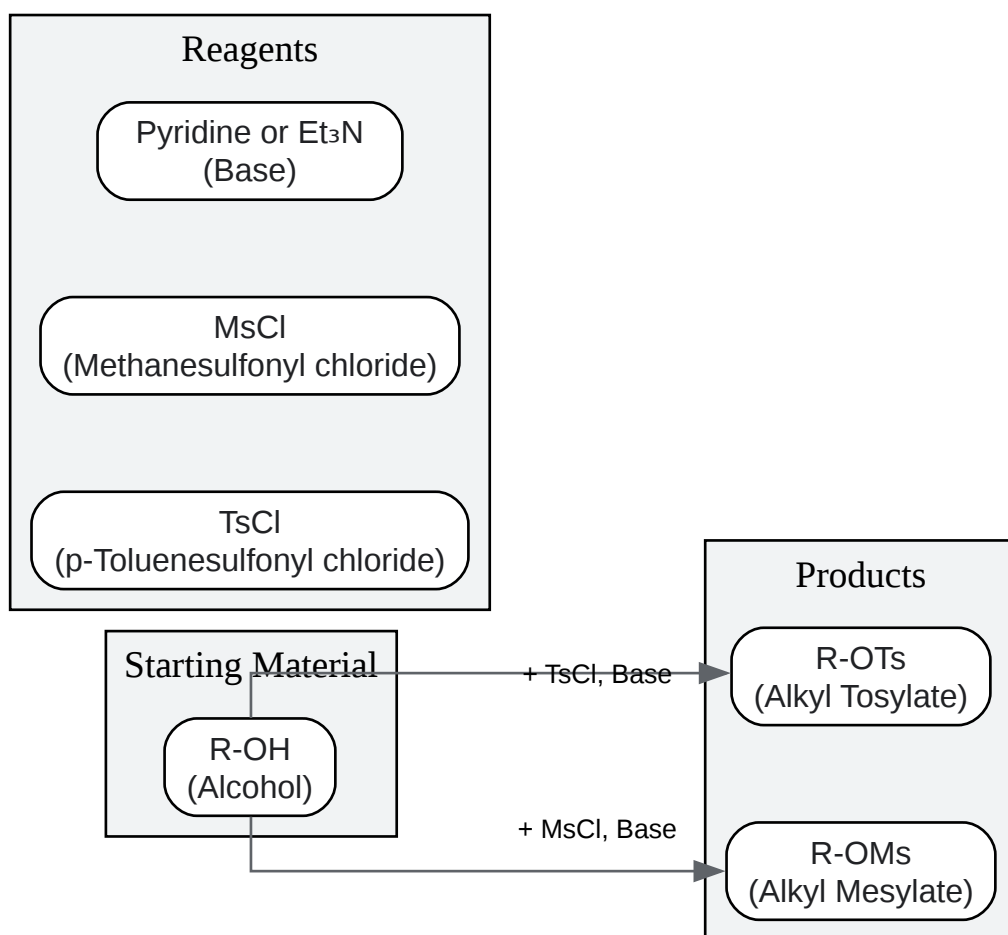 Reagents
Pyridine or Et₃N
(Base)
MsCl
(Methanesulfonyl chloride)
TsCl
(p-Toluenesulfonyl chloride)
Starting Material
R-OH
(Alcohol)
+ TsCl, Base
+ MsCl, Base
Products
R-OTs
(Alkyl Tosylate)
R-OMs
(Alkyl Mesylate)